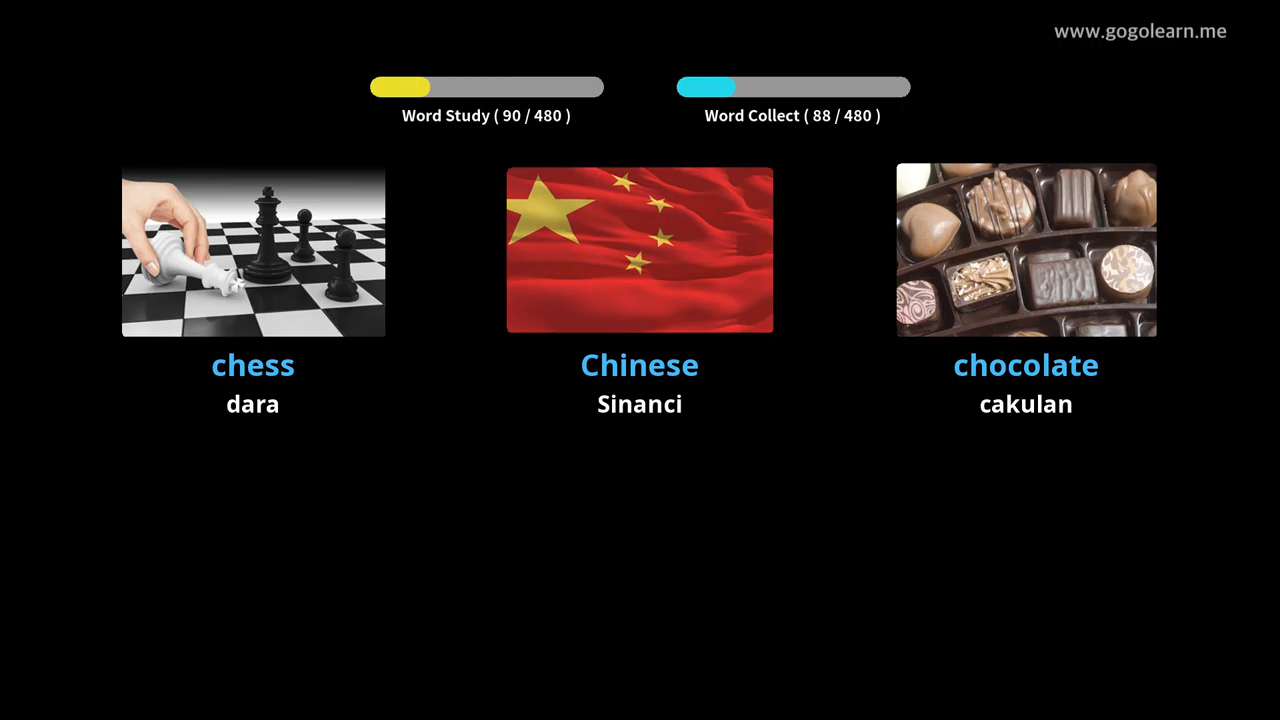 www.gogolearn.me
Word Study ( 90 / 480 )
Word Collect ( 88 / 480 )
chess
Chinese
chocolate
dara
Sinanci
cakulan